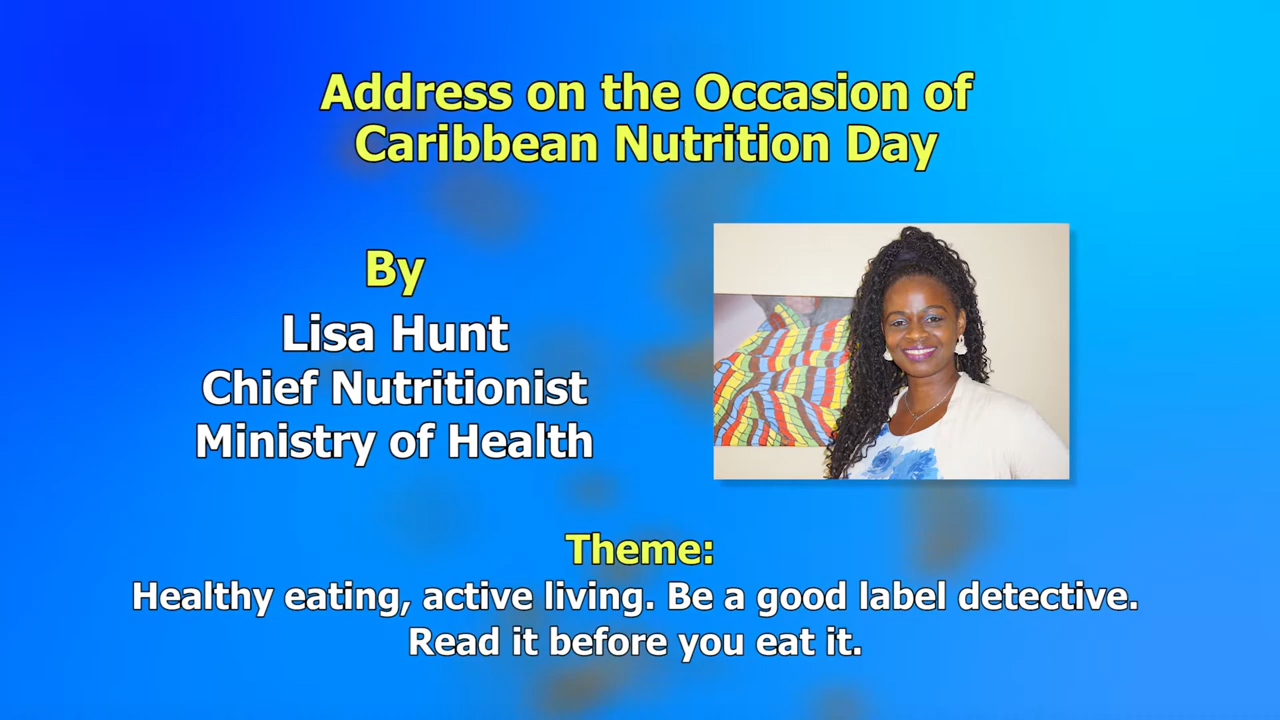 Address on the Occasion of
Caribbean Nutrition Day
By
Lisa Hunt
Chief Nutritionist
Ministry of Health
Theme:
Healthy eating, active living. Be a good label detective.
Read it before you eat it.